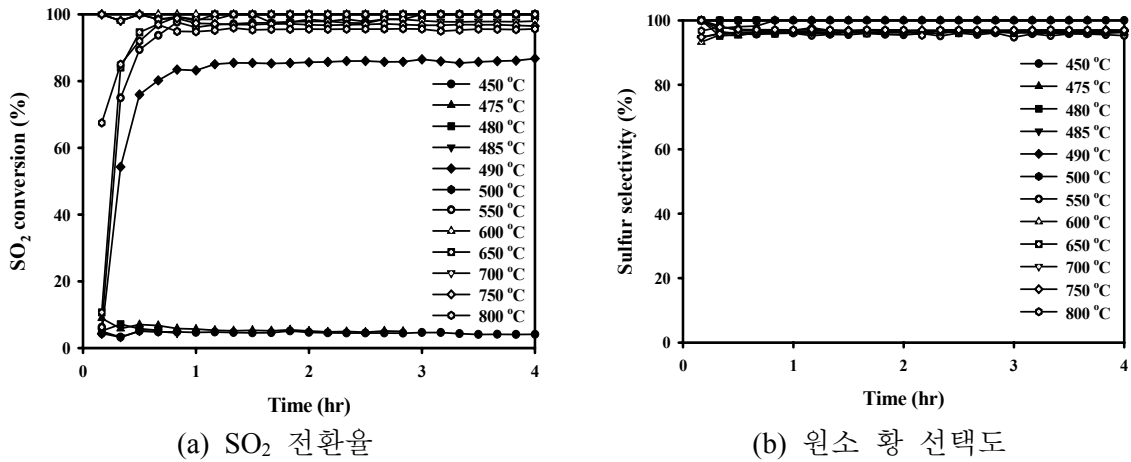 100
80
60
40
20
0
SO₂ conversion (%)
450 °C
475 °C
480 °C
485 °C
490 °C
500 °C
550 °C
600 °C
650 °C
700 °C
750 °C
800 °C
0 1 2 3 4
Time (hr)
(a) SO₂ 전환율
100
80
60
40
20
0
Sulfur selectivity (%)
450 °C
475 °C
480 °C
485 °C
490 °C
500 °C
550 °C
600 °C
650 °C
700 °C
750 °C
800 °C
0 1 2 3 4
Time (hr)
(b) 원소 황 선택도